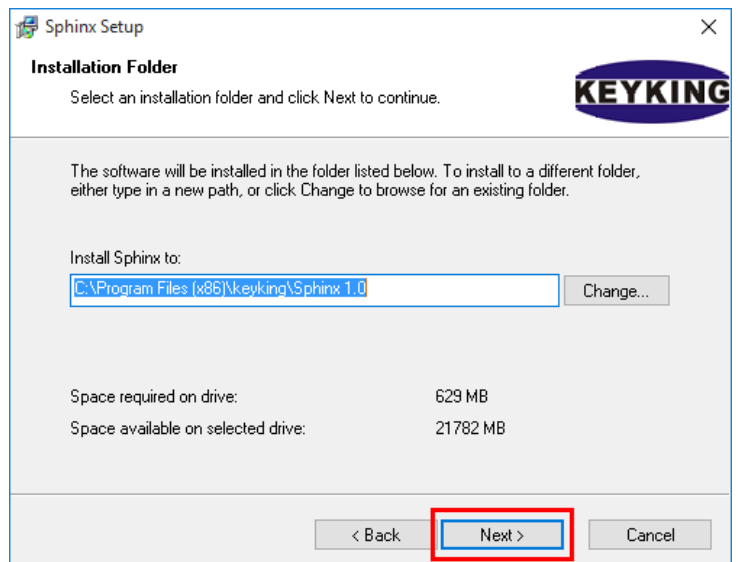 Sphinx Setup
Installation Folder
Select an installation folder and click Next to continue.
KEYKING
The software will be installed in the folder listed below. To install to a different folder,
either type in a new path, or click Change to browse for an existing folder.
Install Sphinx to:
C:\Program Files (x86)\keyking\Sphinx 1.0
Change...
Space required on drive: 629 MB
Space available on selected drive: 21782 MB
< Back Next > Cancel